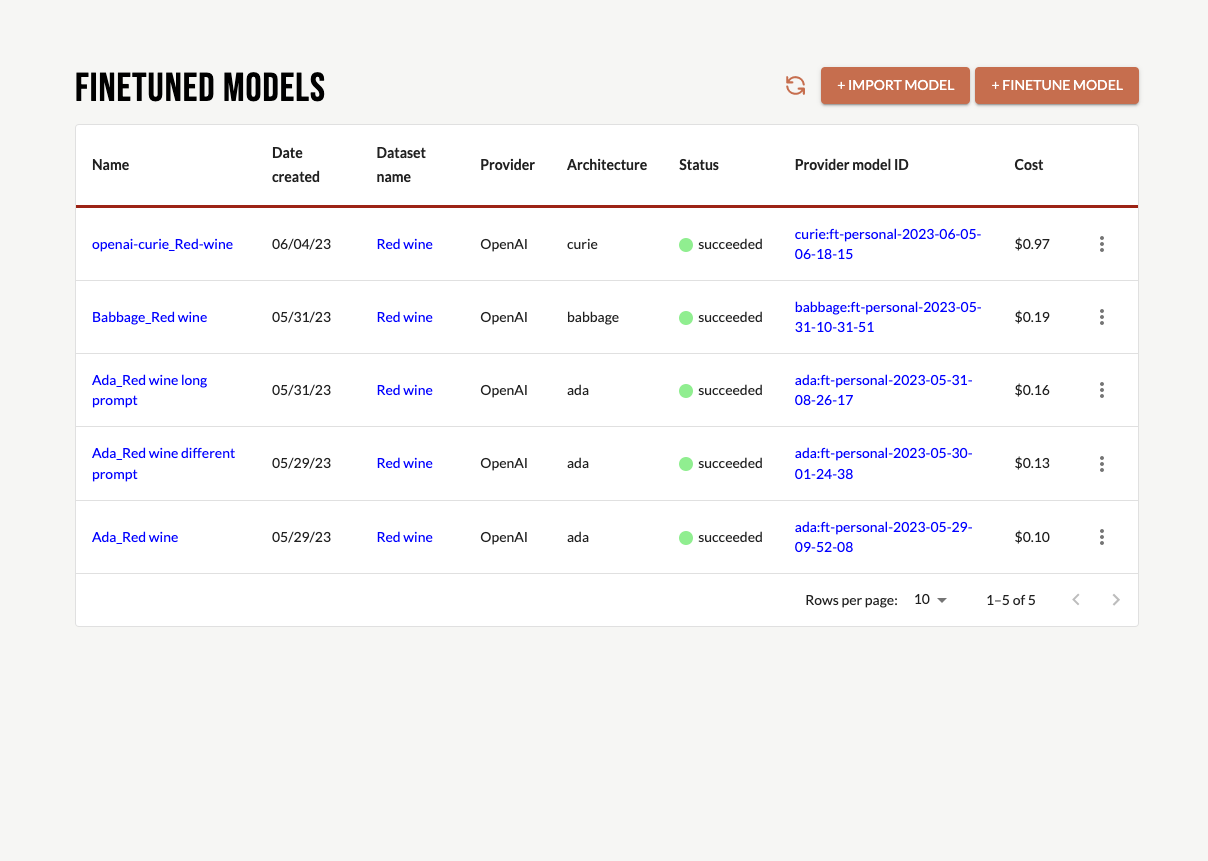 FINETUNED MODELS
+ IMPORT MODEL
+ FINETUNE MODEL
Name
Date
created
Dataset
name
Provider
Architecture
Status
Provider model ID
Cost
openai-curie_Red-wine
06/04/23
Red wine
OpenAI
curie
succeeded
curie:ft-personal-2023-06-05-
06-18-15
$0.97
Babbage_Red wine
05/31/23
Red wine
OpenAI
babbage
succeeded
babbage:ft-personal-2023-05-
31-10-31-51
$0.19
Ada_Red wine long
prompt
05/31/23
Red wine
OpenAI
ada
succeeded
ada:ft-personal-2023-05-31-
08-26-17
$0.16
Ada_Red wine different
prompt
05/29/23
Red wine
OpenAI
ada
succeeded
ada:ft-personal-2023-05-30-
01-24-38
$0.13
Ada_Red wine
05/29/23
Red wine
OpenAI
ada
succeeded
ada:ft-personal-2023-05-29-
09-52-08
$0.10
Rows per page:
10
1–5 of 5